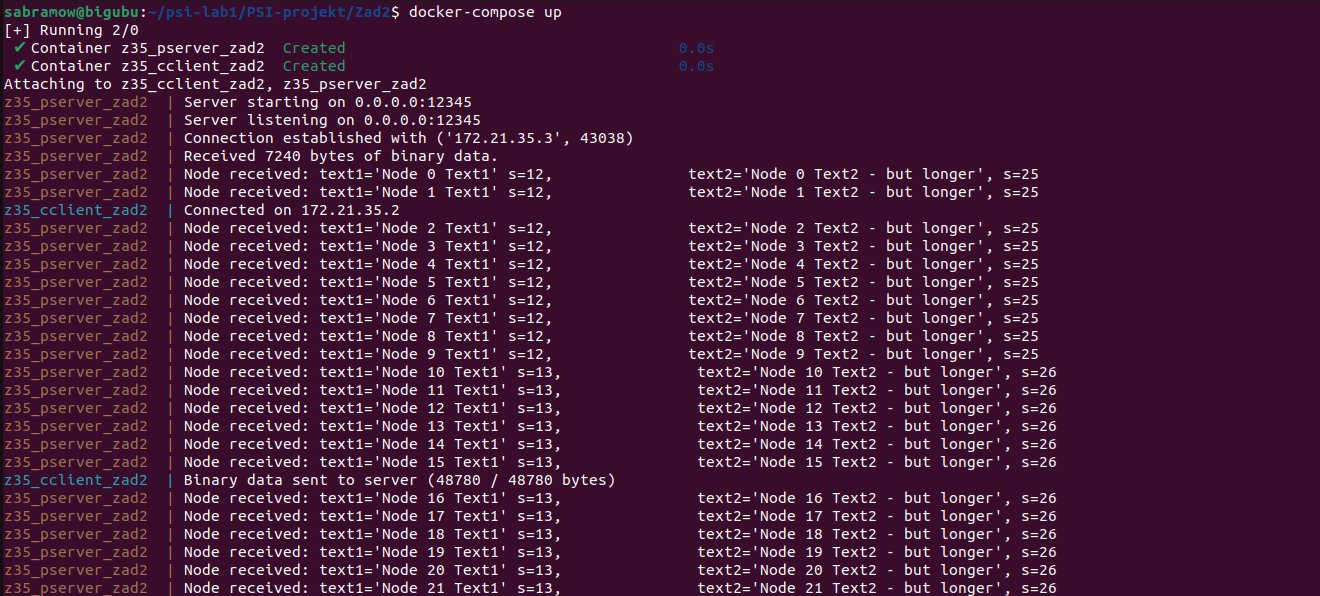 sabramow@bigubu:~/psi-lab1/PSI-projekt/Zad2$ docker-compose up
[+] Running 2/0
✔ Container z35_pserver_zad2  Created                                     0.0s
✔ Container z35_cclient_zad2  Created                                     0.0s
Attaching to z35_cclient_zad2, z35_pserver_zad2
z35_pserver_zad2  | Server starting on 0.0.0.0:12345
z35_pserver_zad2  | Server listening on 0.0.0.0:12345
z35_pserver_zad2  | Connection established with ('172.21.35.3', 43038)
z35_pserver_zad2  | Received 7240 bytes of binary data.
z35_pserver_zad2  | Node received: text1='Node 0 Text1' s=12,               text2='Node 0 Text2 - but longer', s=25
z35_pserver_zad2  | Node received: text1='Node 1 Text1' s=12,               text2='Node 1 Text2 - but longer', s=25
z35_cclient_zad2  | Connected on 172.21.35.2
z35_pserver_zad2  | Node received: text1='Node 2 Text1' s=12,               text2='Node 2 Text2 - but longer', s=25
z35_pserver_zad2  | Node received: text1='Node 3 Text1' s=12,               text2='Node 3 Text2 - but longer', s=25
z35_pserver_zad2  | Node received: text1='Node 4 Text1' s=12,               text2='Node 4 Text2 - but longer', s=25
z35_pserver_zad2  | Node received: text1='Node 5 Text1' s=12,               text2='Node 5 Text2 - but longer', s=25
z35_pserver_zad2  | Node received: text1='Node 6 Text1' s=12,               text2='Node 6 Text2 - but longer', s=25
z35_pserver_zad2  | Node received: text1='Node 7 Text1' s=12,               text2='Node 7 Text2 - but longer', s=25
z35_pserver_zad2  | Node received: text1='Node 8 Text1' s=12,               text2='Node 8 Text2 - but longer', s=25
z35_pserver_zad2  | Node received: text1='Node 9 Text1' s=12,               text2='Node 9 Text2 - but longer', s=25
z35_pserver_zad2  | Node received: text1='Node 10 Text1' s=13,               text2='Node 10 Text2 - but longer', s=26
z35_pserver_zad2  | Node received: text1='Node 11 Text1' s=13,               text2='Node 11 Text2 - but longer', s=26
z35_pserver_zad2  | Node received: text1='Node 12 Text1' s=13,               text2='Node 12 Text2 - but longer', s=26
z35_pserver_zad2  | Node received: text1='Node 13 Text1' s=13,               text2='Node 13 Text2 - but longer', s=26
z35_pserver_zad2  | Node received: text1='Node 14 Text1' s=13,               text2='Node 14 Text2 - but longer', s=26
z35_pserver_zad2  | Node received: text1='Node 15 Text1' s=13,               text2='Node 15 Text2 - but longer', s=26
z35_cclient_zad2  | Binary data sent to server (48780 / 48780 bytes)
z35_pserver_zad2  | Node received: text1='Node 16 Text1' s=13,               text2='Node 16 Text2 - but longer', s=26
z35_pserver_zad2  | Node received: text1='Node 17 Text1' s=13,               text2='Node 17 Text2 - but longer', s=26
z35_pserver_zad2  | Node received: text1='Node 18 Text1' s=13,               text2='Node 18 Text2 - but longer', s=26
z35_pserver_zad2  | Node received: text1='Node 19 Text1' s=13,               text2='Node 19 Text2 - but longer', s=26
z35_pserver_zad2  | Node received: text1='Node 20 Text1' s=13,               text2='Node 20 Text2 - but longer', s=26
z35_pserver_zad2  | Node received: text1='Node 21 Text1' s=13,               text2='Node 21 Text2 - but longer', s=26